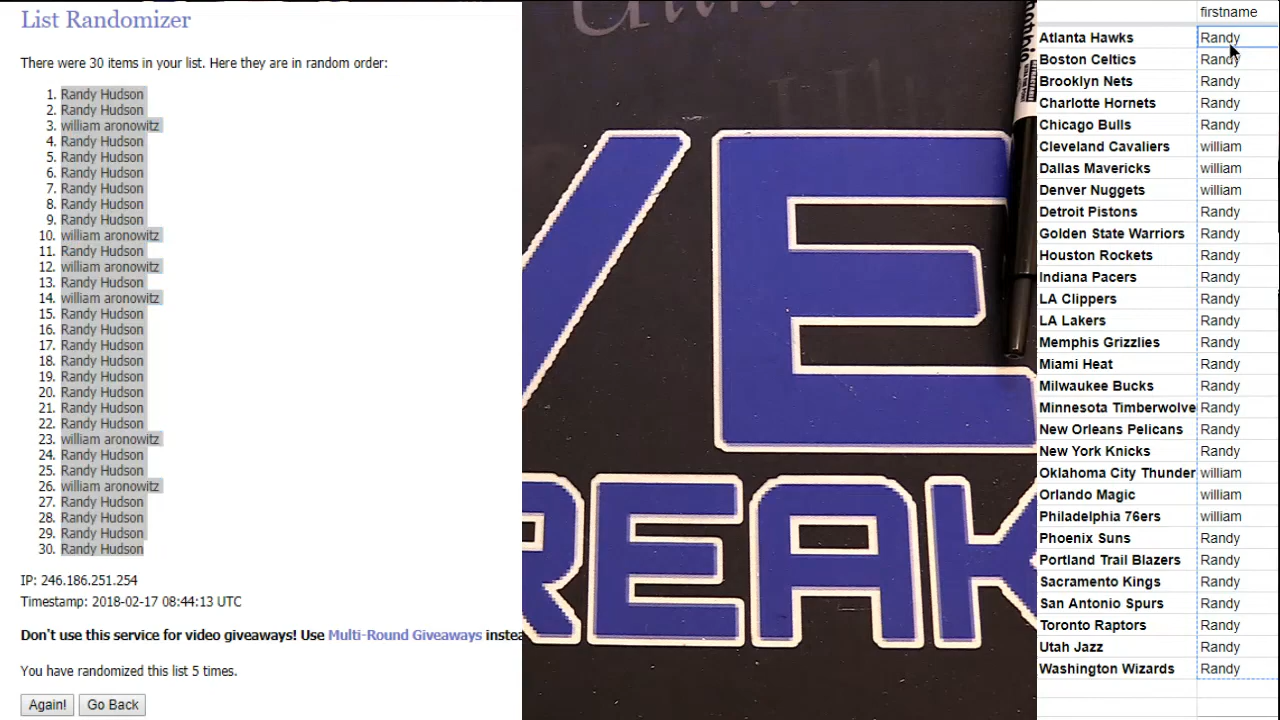 List Randomizer
There were 30 items in your list. Here they are in random order:
1. Randy Hudson
2. Randy Hudson
3. william aronowitz
4. Randy Hudson
5. Randy Hudson
6. Randy Hudson
7. Randy Hudson
8. Randy Hudson
9. Randy Hudson
10. william aronowitz
11. Randy Hudson
12. william aronowitz
13. Randy Hudson
14. william aronowitz
15. Randy Hudson
16. Randy Hudson
17. Randy Hudson
18. Randy Hudson
19. Randy Hudson
20. Randy Hudson
21. Randy Hudson
22. Randy Hudson
23. william aronowitz
24. Randy Hudson
25. Randy Hudson
26. william aronowitz
27. Randy Hudson
28. Randy Hudson
29. Randy Hudson
30. Randy Hudson
IP: 246.186.251.254
Timestamp: 2018-02-17 08:44:13 UTC
Don't use this service for video giveaways! Use Multi-Round Giveaways instea
You have randomized this list 5 times.
Again! Go Back
VE
REAK
firstname
Atlanta Hawks Randy
Boston Celtics Randy
Brooklyn Nets Randy
Charlotte Hornets Randy
Chicago Bulls Randy
Cleveland Cavaliers william
Dallas Mavericks william
Denver Nuggets william
Detroit Pistons Randy
Golden State Warriors Randy
Houston Rockets Randy
Indiana Pacers Randy
LA Clippers Randy
LA Lakers Randy
Memphis Grizzlies Randy
Miami Heat Randy
Milwaukee Bucks Randy
Minnesota Timberwolve Randy
New Orleans Pelicans Randy
New York Knicks Randy
Oklahoma City Thunder william
Orlando Magic william
Philadelphia 76ers william
Phoenix Suns Randy
Portland Trail Blazers Randy
Sacramento Kings Randy
San Antonio Spurs Randy
Toronto Raptors Randy
Utah Jazz Randy
Washington Wizards Randy